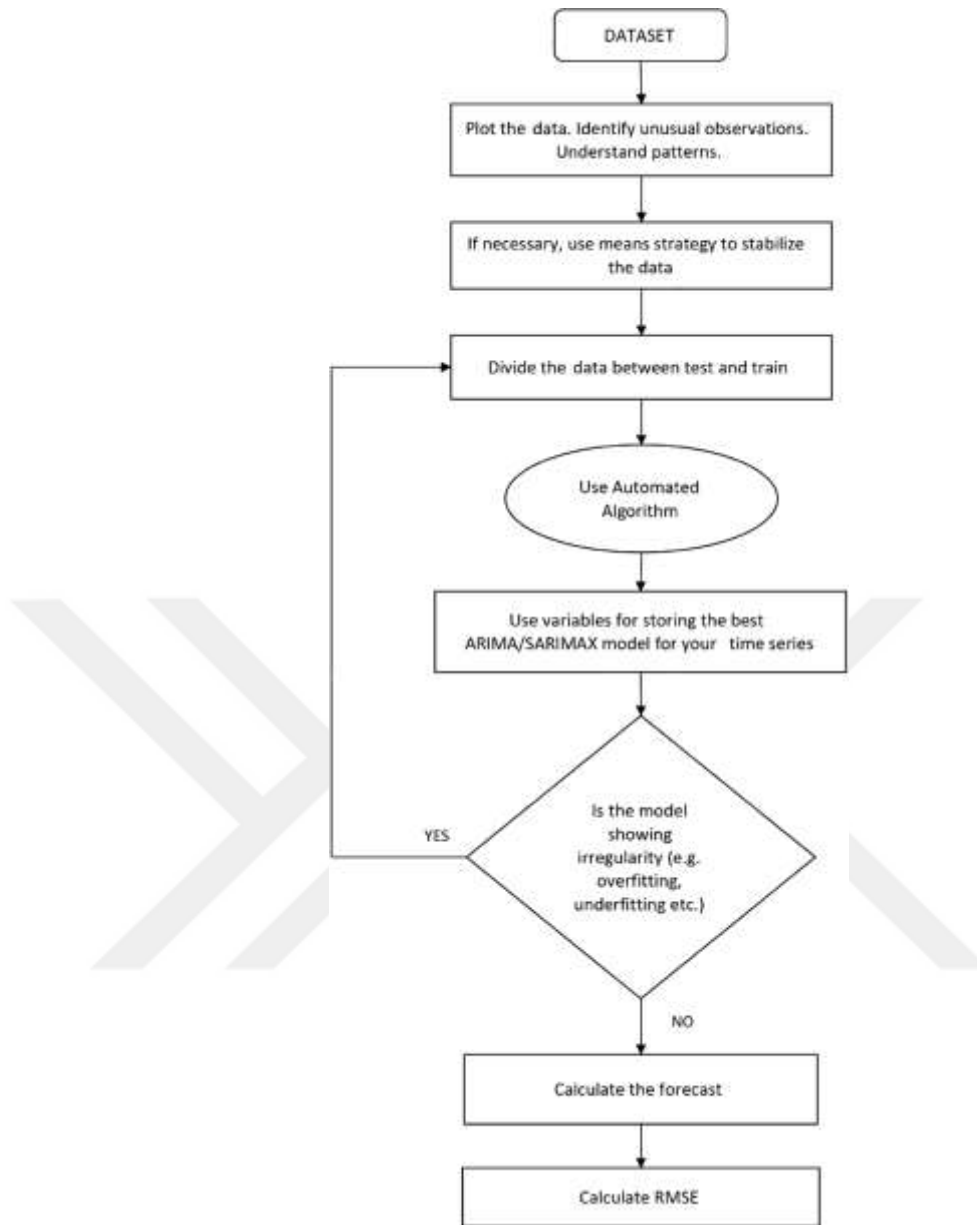 DATASET
Plot the data. Identify unusual observations.
Understand patterns.
If necessary, use means strategy to stabilize
the data
Divide the data between test and train
Use Automated
Algorithm
Use variables for storing the best
ARIMA/SARIMAX model for your time series
Is the model
showing
irregularity (e.g.
overfitting,
underfitting etc.)
YES
NO
Calculate the forecast
Calculate RMSE